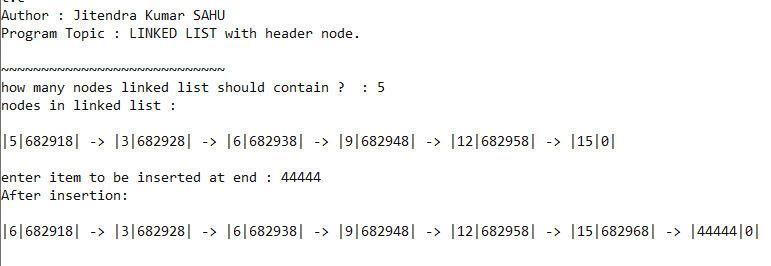 Author : Jitendra Kumar SAHU
Program Topic : LINKED LIST with header node.
~~~~~~~~~~~~~~~~~~~~~~~~~~~~
how many nodes linked list should contain ?  : 5
nodes in linked list :
|5|682918| -> |3|682928| -> |6|682938| -> |9|682948| -> |12|682958| -> |15|0|
enter item to be inserted at end : 44444
After insertion:
|6|682918| -> |3|682928| -> |6|682938| -> |9|682948| -> |12|682958| -> |15|682968| -> |44444|0|